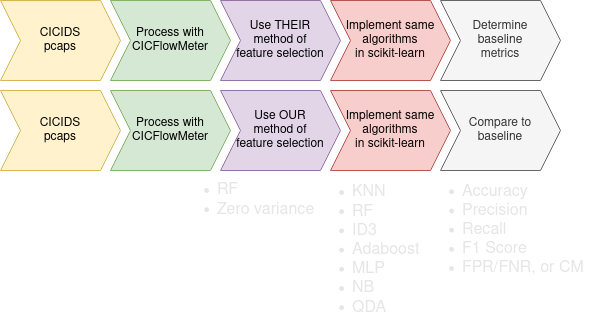 CICIDS
pcaps
Process with
CICFlowMeter
Use THEIR
method of
feature selection
Implement same
algorithms
in scikit-learn
Determine
baseline
metrics
CICIDS
pcaps
Process with
CICFlowMeter
Use OUR
method of
feature selection
Implement same
algorithms
in scikit-learn
Compare to
baseline
• RF
• Zero variance
• KNN
• RF
• ID3
• Adaboost
• MLP
• NB
• QDA
• Accuracy
• Precision
• Recall
• F1 Score
• FPR/FNR, or CM